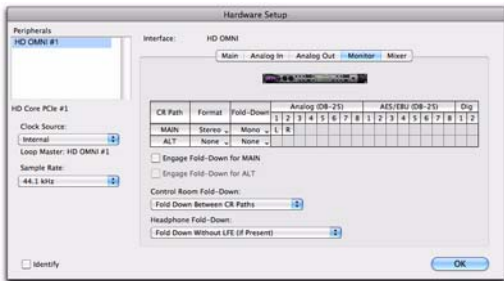 Hardware Setup
Peripherals
HD OMNI #1
Interface: HD OMNI
Main Analog In Analog Out Monitor Mixer
HD Core PCIe #1
Clock Source:
Internal
Loop Master: HD OMNI #1
Sample Rate:
44.1 kHz
CR Path Format Fold-Down Analog (DB-25) AES/EBU (DB-25) Dig
1 2 3 4 5 6 7 8 1 2 3 4 5 6 7 8 1 2
MAIN Stereo Mono L R
ALT None None
Engage Fold-Down for MAIN
Engage Fold-Down for ALT
Control Room Fold-Down:
Fold Down Between CR Paths
Headphone Fold-Down:
Fold Down Without LFE (if Present)
Identify
OK